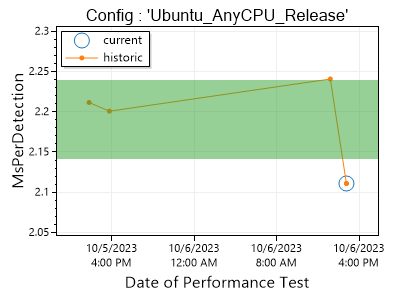 Config : 'Ubuntu_AnyCPU_Release'
current
historic
MsPerDetection
2.3
2.25
2.2
2.15
2.1
2.05
10/5/2023 10/6/2023 10/6/2023 10/6/2023
4:00 PM 12:00 AM 8:00 AM 4:00 PM
Date of Performance Test